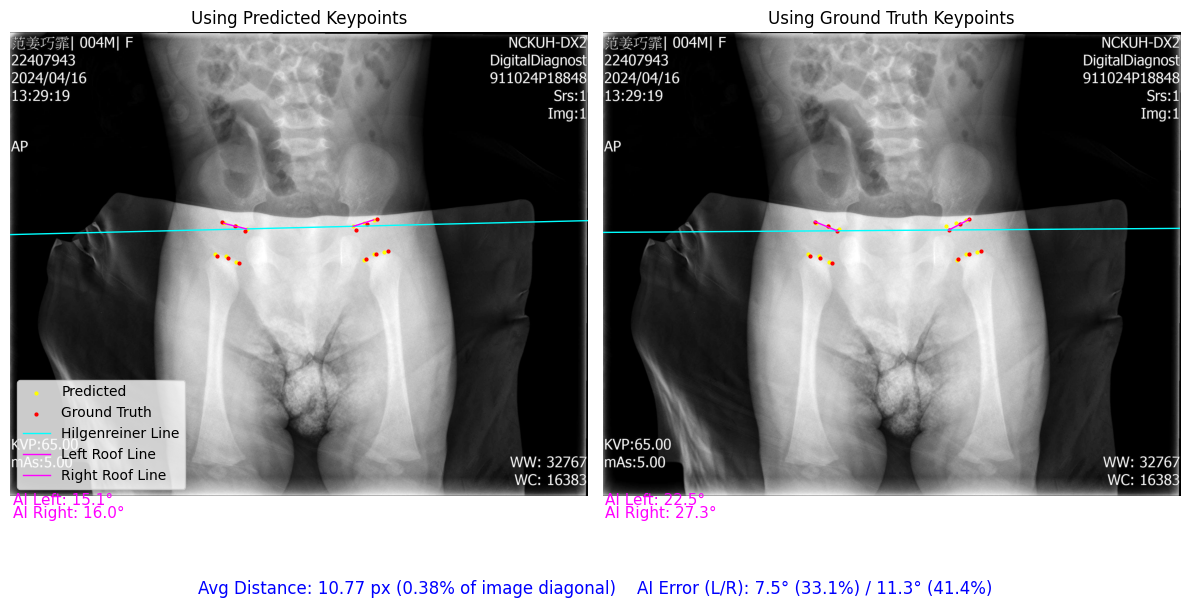 Using Predicted Keypoints
范姜巧霏| 004M| F
22407943
2024/04/16
13:29:19
AP
NCKUH-DXZ
DigitalDiagnost
911024P18848
Srs:1
Img:1
Predicted
Ground Truth
Hilgenreiner Line
Left Roof Line
Right Roof Line
KVP:65.00
mAs:5.00
WW: 32767
WC: 16383
AI Left: 15.1°
AI Right: 16.0°
Using Ground Truth Keypoints
范姜巧霏| 004M| F
22407943
2024/04/16
13:29:19
AP
NCKUH-DXZ
DigitalDiagnost
911024P18848
Srs:1
Img:1
KVP:65.00
mAs:5.00
WW: 32767
WC: 16383
AI Left: 22.5°
AI Right: 27.3°
Avg Distance: 10.77 px (0.38% of image diagonal) AI Error (L/R): 7.5° (33.1%) / 11.3° (41.4%)